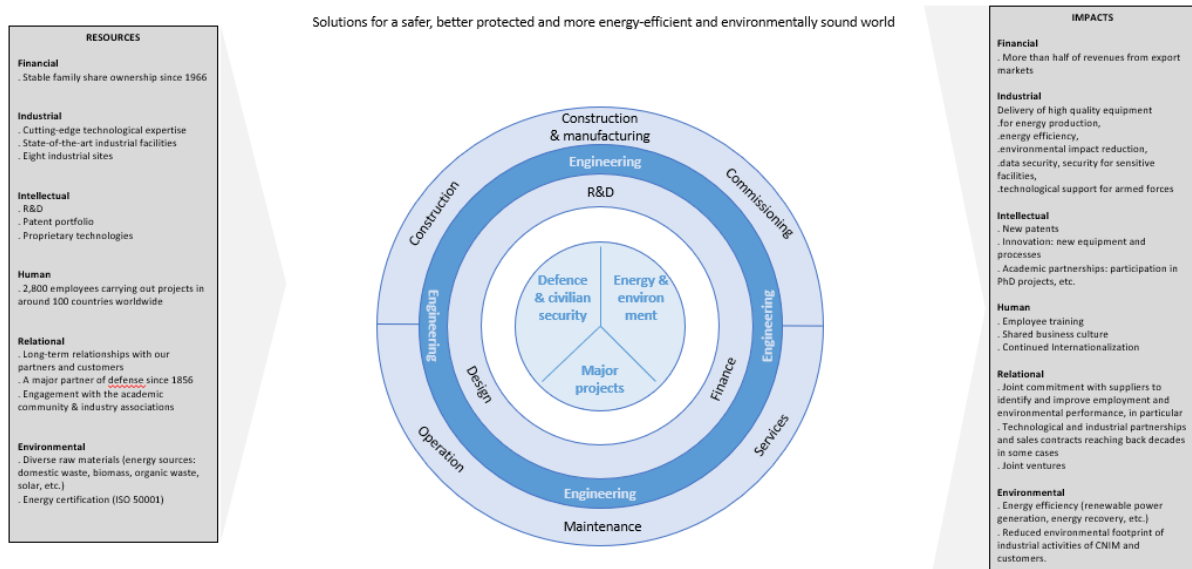 Solutions for a safer, better protected and more energy-efficient and environmentally sound world
RESOURCES
Financial
. Stable family share ownership since 1966
Industrial
. Cutting-edge technological expertise
. State-of-the-art industrial facilities
. Eight industrial sites
Intellectual
. R&D
. Patent portfolio
. Proprietary technologies
Human
. 2,800 employees carrying out projects in
around 100 countries worldwide
Relational
. Long-term relationships with our
partners and customers
. A major partner of defense since 1856
. Engagement with the academic
community & industry associations
Environmental
. Diverse raw materials (energy sources:
domestic waste, biomass, organic waste,
solar, etc.)
. Energy certification (ISO 50001)
Construction
& manufacturing
Engineering
R&D
Construction
Commissioning
Defence
& civilian
security
Energy &
environ
ment
Major
projects
Engineering
Engineering
Design
Finance
Operation
Services
Engineering
Maintenance
IMPACTS
Financial
. More than half of revenues from export
markets
Industrial
Delivery of high quality equipment
.for energy production,
.energy efficiency,
.environmental impact reduction,
.data security, security for sensitive
facilities,
.technological support for armed forces
Intellectual
. New patents
. Innovation: new equipment and
processes
. Academic partnerships: participation in
PhD projects, etc.
Human
. Employee training
. Shared business culture
. Continued Internationalization
Relational
. Joint commitment with suppliers to
identify and improve employment and
environmental performance, in particular
. Technological and industrial partnerships
and sales contracts reaching back decades
in some cases
. Joint ventures
Environmental
. Energy efficiency (renewable power
generation, energy recovery, etc.)
. Reduced environmental footprint of
industrial activities of CNIM and
customers.